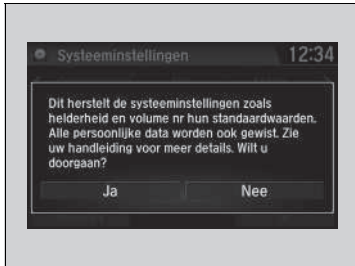 Systeeminstellingen 12:34
Dit herstelt de systeeminstellingen zoals
helderheid en volume nr hun standaardwaarden.
Alle persoonlijke data worden ook gewist. Zie
uw handleiding voor meer details. Wilt u
doorgaan?
Ja Nee